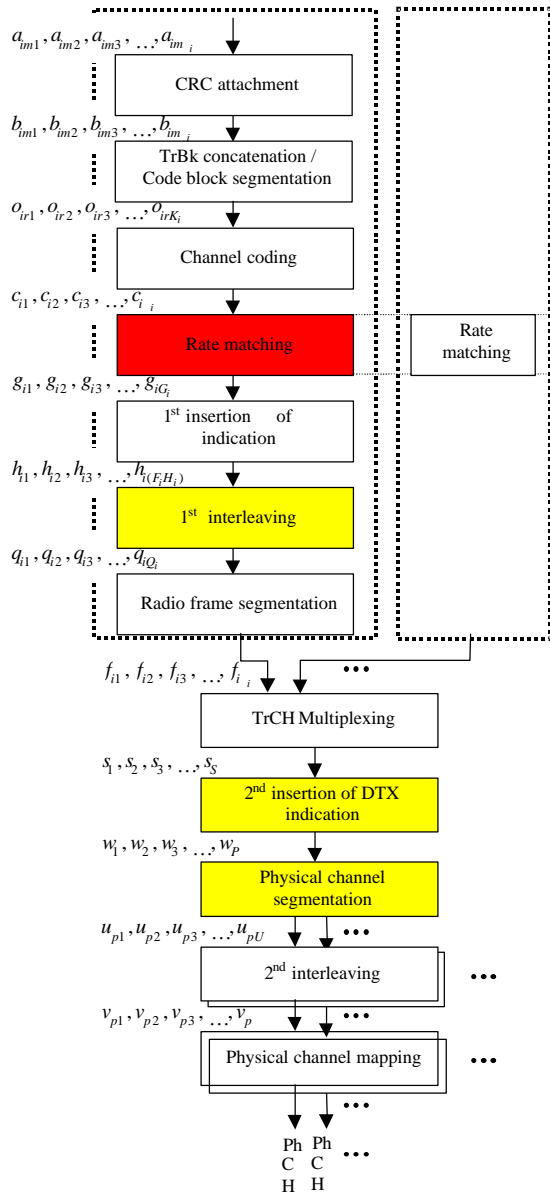 a_im1, a_im2, a_im3, …, a_im i
CRC attachment
b_im1, b_im2, b_im3, …, b_im i
TrBk concatenation /
Code block segmentation
o_ir1, o_ir2, o_ir3, …, o_irK_i
Channel coding
c_i1, c_i2, c_i3, …, c_i i
Rate matching
Rate
matching
g_i1, g_i2, g_i3, …, g_iG_i
1st insertion of
indication
h_i1, h_i2, h_i3, …, h_i(F_iH_i)
1st interleaving
q_i1, q_i2, q_i3, …, q_iQ_i
Radio frame segmentation
f_i1, f_i2, f_i3, …, f_i i
•••
TrCH Multiplexing
s_1, s_2, s_3, …, s_S
2nd insertion of DTX
indication
w_1, w_2, w_3, …, w_P
Physical channel
segmentation
u_p1, u_p2, u_p3, …, u_pU
•••
2nd interleaving
•••
v_p1, v_p2, v_p3, …, v_p
•••
Physical channel mapping
•••
•••
Ph
C
H
Ph
C
H
•••